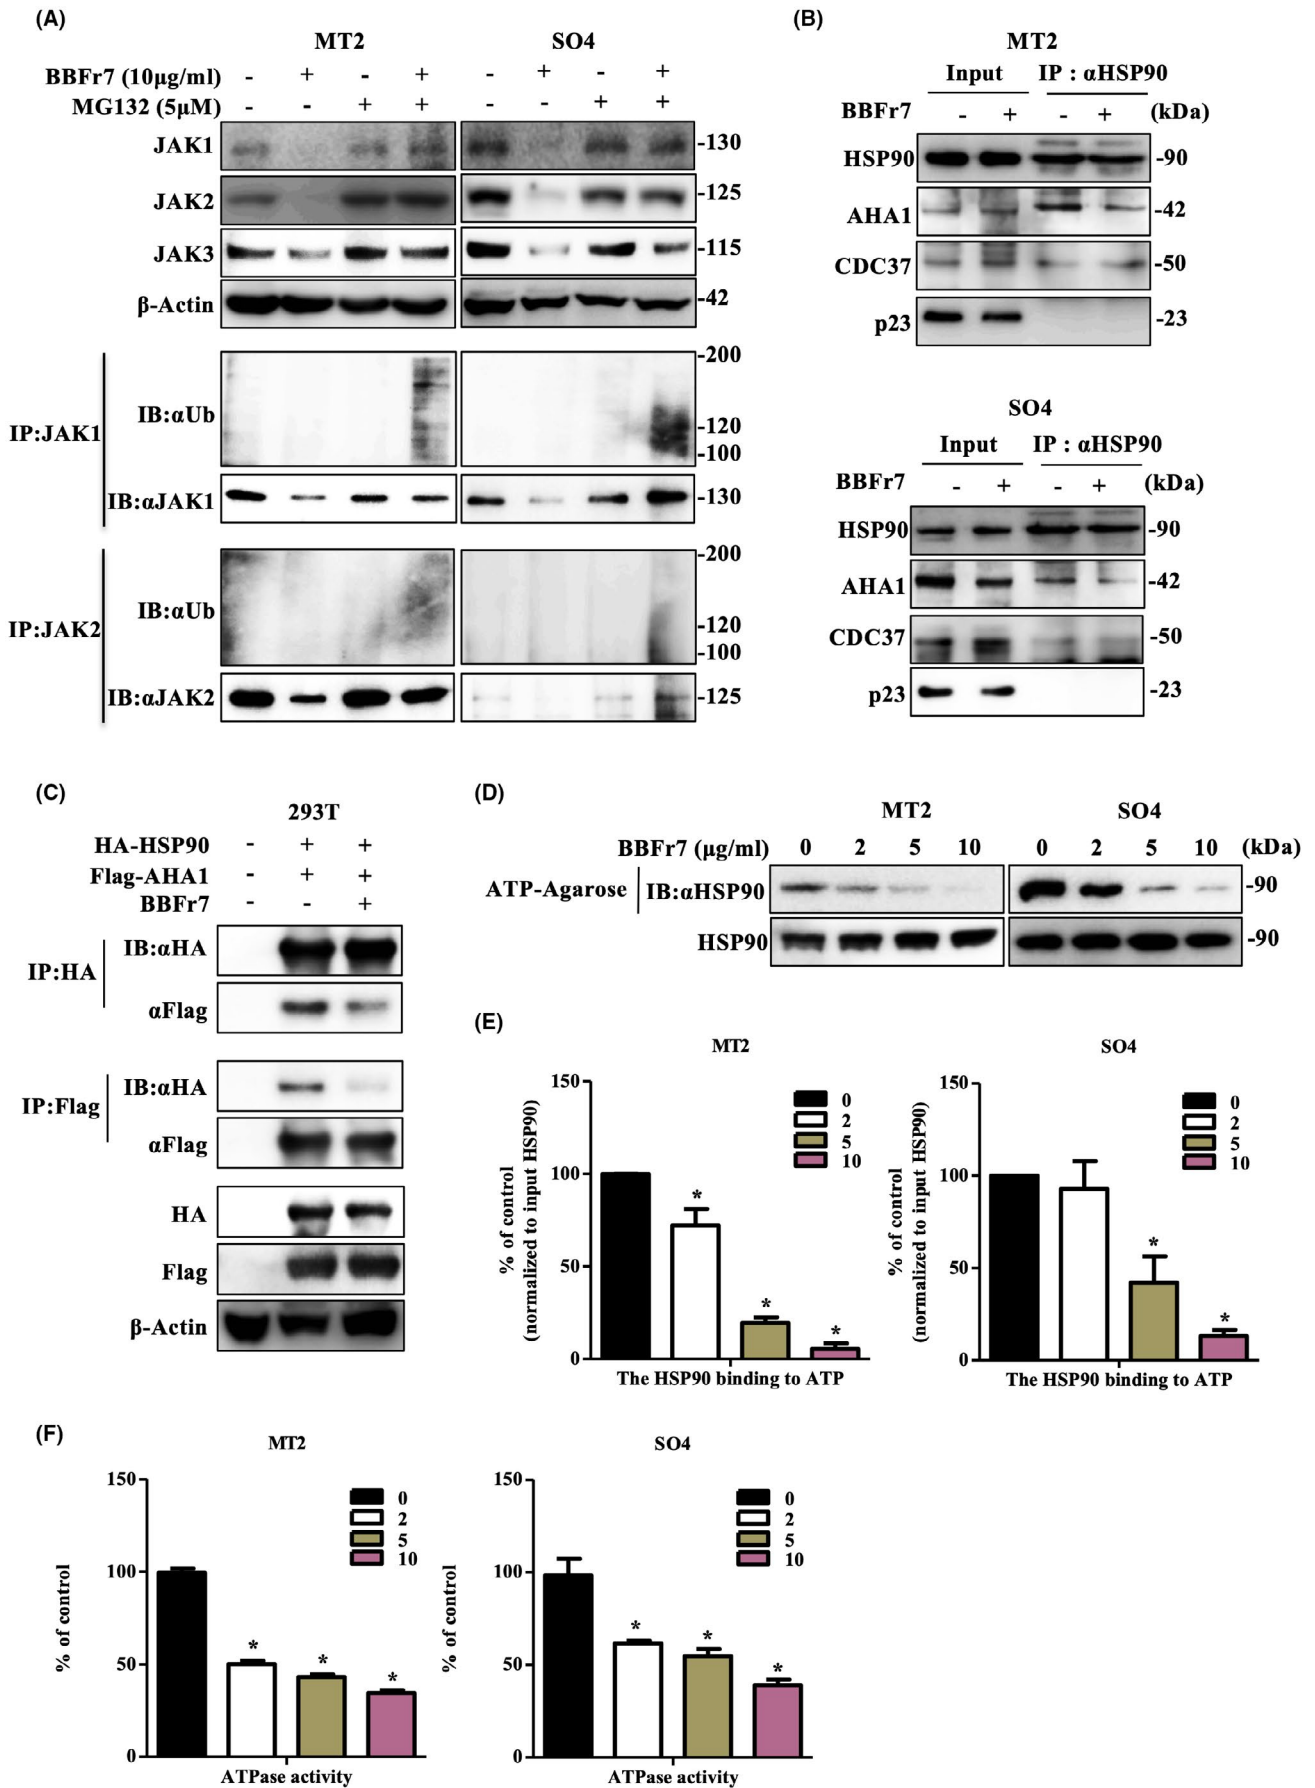 (A)
MT2 SO4
BBFr7 (10μg/ml) - + - + - + - +
MG132 (5μM) - - + + - - + +
JAK1 -130
JAK2 -125
JAK3 -115
β-Actin -42
-200
IP:JAK1 IB:αUb -120
-100
IB:αJAK1 -130
-200
IP:JAK2 IB:αUb -120
-100
IB:αJAK2 -125
(B)
MT2
Input IP : αHSP90
BBFr7 - + - + (kDa)
HSP90 -90
AHA1 -42
CDC37 -50
p23 -23
SO4
Input IP : αHSP90
BBFr7 - + - + (kDa)
HSP90 -90
AHA1 -42
CDC37 -50
p23 -23
(C)
293T
HA-HSP90 - + +
Flag-AHA1 - + +
BBFr7 - - +
IP:HA IB:αHA
αFlag
IP:Flag IB:αHA
αFlag
HA
Flag
β-Actin
(D)
MT2 SO4
BBFr7 (μg/ml) 0 2 5 10 0 2 5 10 (kDa)
ATP-Agarose IB:αHSP90 -90
HSP90 -90
(E)
MT2
% of control
(normalized to input HSP90)
150
100
50
0
0
2
5
10
*
*
*
The HSP90 binding to ATP
SO4
% of control
(normalized to input HSP90)
150
100
50
0
0
2
5
10
*
*
The HSP90 binding to ATP
(F)
MT2
% of control
150
100
50
0
0
2
5
10
*
*
*
ATPase activity
SO4
% of control
150
100
50
0
0
2
5
10
*
*
*
ATPase activity